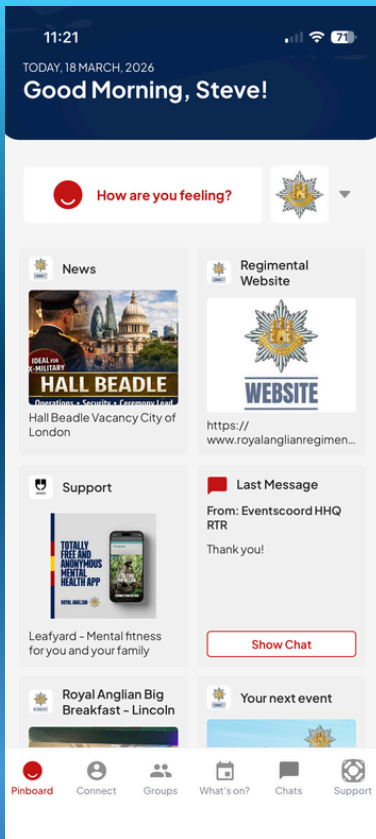 11:21
71
TODAY, 18 MARCH, 2026
Good Morning, Steve!
How are you feeling?
News
IDEAL FOR
X-MILITARY
HALL BEADLE
Operations • Security • Ceremony Lead
Hall Beadle Vacancy City of
London
Regimental
Website
WEBSITE
https://
www.royalanglianregimen...
Support
TOTALLY
FREE AND
ANONYMOUS
MENTAL
HEALTH APP
ROYAL ANGLIAN
Leafyard - Mental fitness
for you and your family
Last Message
From: Eventscoord HHQ
RTR
Thank you!
Show Chat
Royal Anglian Big
Breakfast - Lincoln
Your next event
Pinboard
Connect
Groups
What's on?
Chats
Support